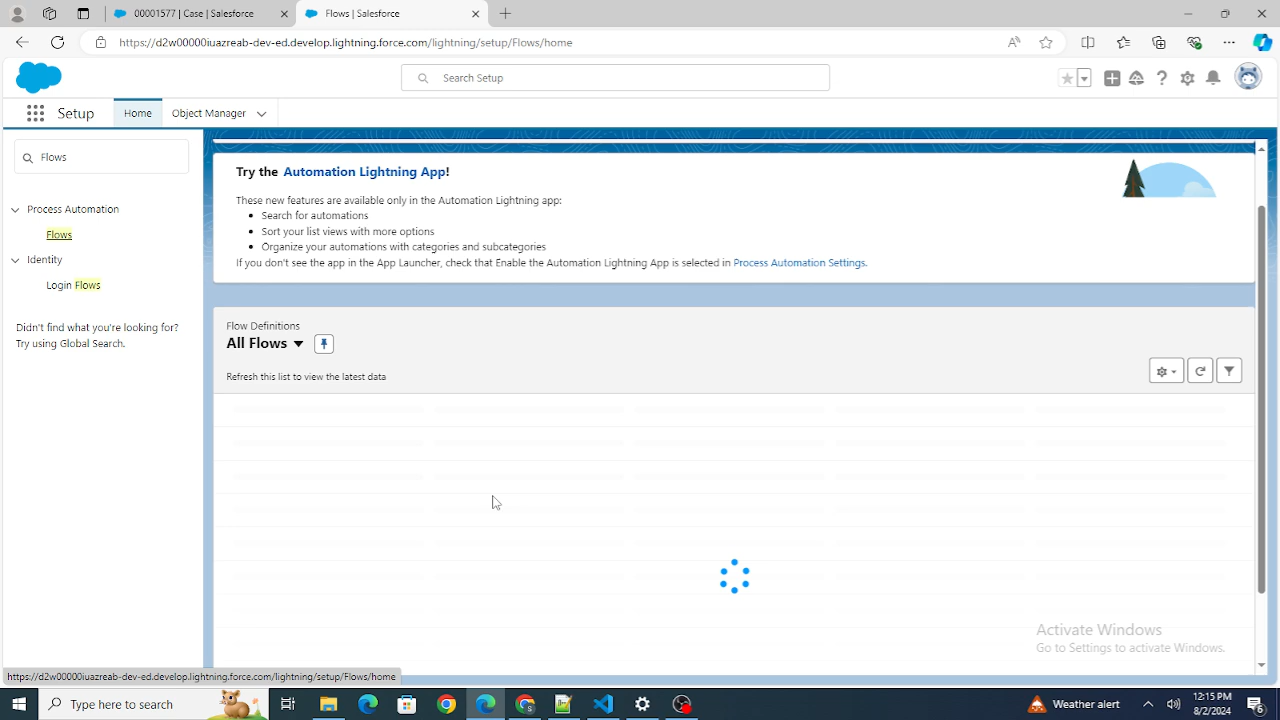 00001577 | Case | Salesforce
Flows | Lightning | Salesforce
https://d2w00000iuazreab-dev-ed.develop.lightning.force.com/lightning/setup/Flows/home
Search Setup
Setup
Home
Object Manager
Flows
Process Automation
Flows
Identity
Login Flows
Didn't find what you're looking for?
Try using Global Search.
Try the Automation Lightning App!
These new features are available only in the Automation Lightning app:
Search for automations
Sort your list views with more options
Organize your automations with categories and subcategories
If you don't see the app in the App Launcher, check that Enable the Automation Lightning App is selected in Process Automation Settings.
Flow Definitions
All Flows
Refresh this list to view the latest data
Activate Windows
Go to Settings to activate Windows.
https://d2w00000iuazreab-dev-ed.develop.lightning.force.com/lightning/setup/Flows/home
Type here to search
Weather alert
12:15 PM
8/2/2024
6